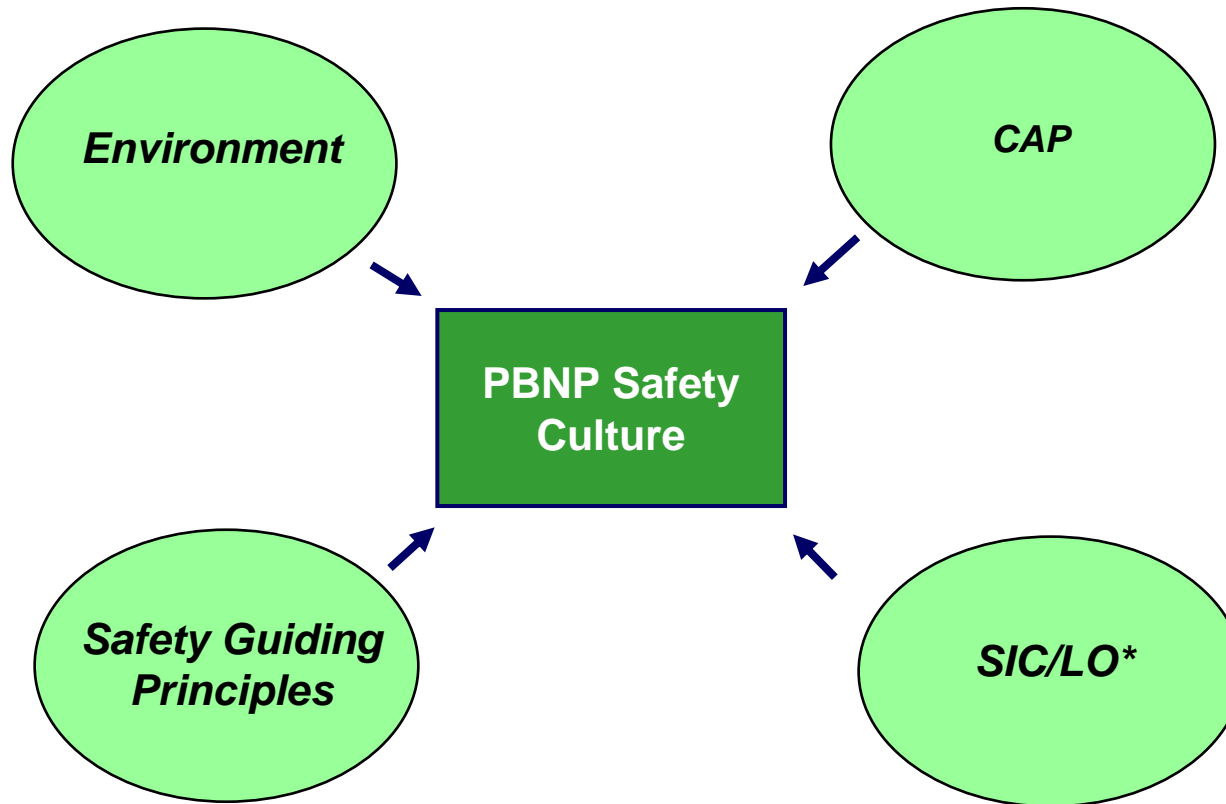 Environment
CAP
PBNP Safety
Culture
Safety Guiding
Principles
SIC/LO*